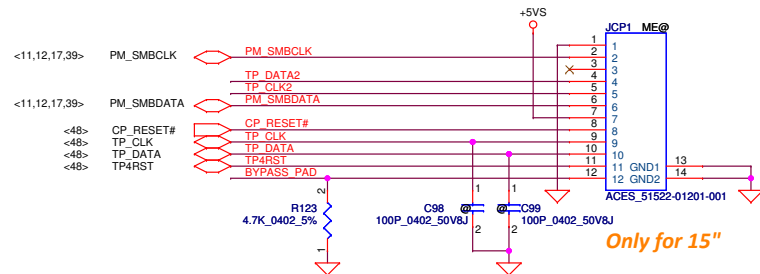 +5VS
JCP1 ME@
1 1
<11,12,17,39> PM_SMBCLK PM_SMBCLK 2 2
3 3
TP_DATA2 4 4
TP_CLK2 5 5
<11,12,17,39> PM_SMBDATA PM_SMBDATA 6 6
7 7
<48> CP_RESET# CP_RESET# 8 8
<48> TP_CLK TP_CLK 9 9
<48> TP_DATA TP_DATA 10 10
<48> TP4RST TP4RST 11 11 GND1 13
BYPASS_PAD 12 12 GND2 14
ACES_51522-01201-001
2 1 1
R123 C98 @ @ C99
4.7K_0402_5% 100P_0402_50V8J 100P_0402_50V8J
1 2 2
Only for 15"